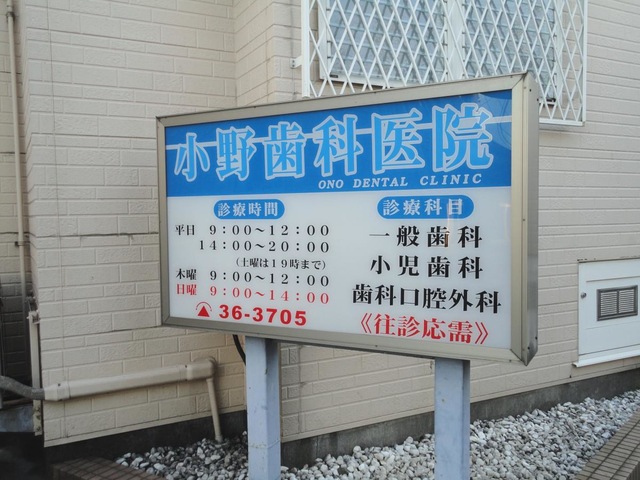 小野歯科医院
ONO DENTAL CLINIC
診療時間
平日 9:00～12:00
14:00～20:00
(土曜は19時まで)
木曜 9:00～12:00
日曜 9:00～14:00
36-3705
診療科目
一般歯科
小児歯科
歯科口腔外科
《往診応需》